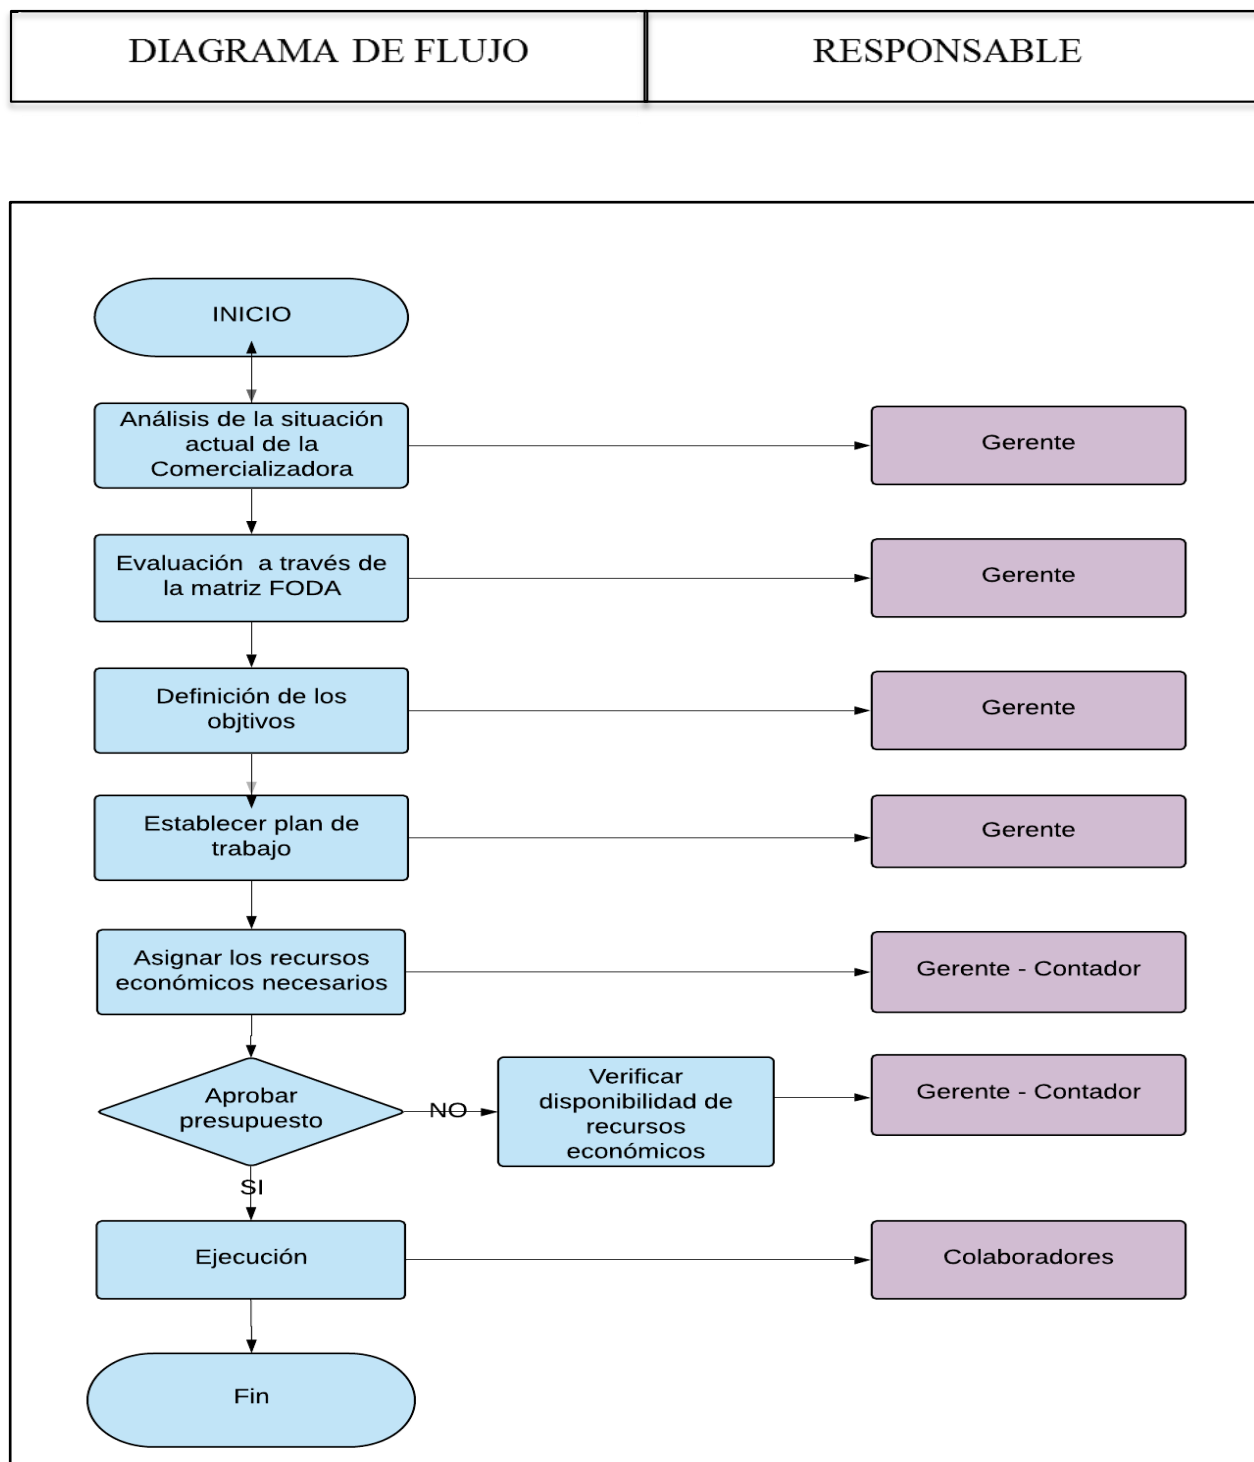 DIAGRAMA DE FLUJO
RESPONSABLE
INICIO
Análisis de la situación
actual de la
Comercializadora
Gerente
Evaluación a través de
la matriz FODA
Gerente
Definición de los
objtivos
Gerente
Establecer plan de
trabajo
Gerente
Asignar los recursos
económicos necesarios
Gerente - Contador
Aprobar
presupuesto
NO
Verificar
disponibilidad de
recursos
económicos
Gerente - Contador
SI
Ejecución
Colaboradores
Fin